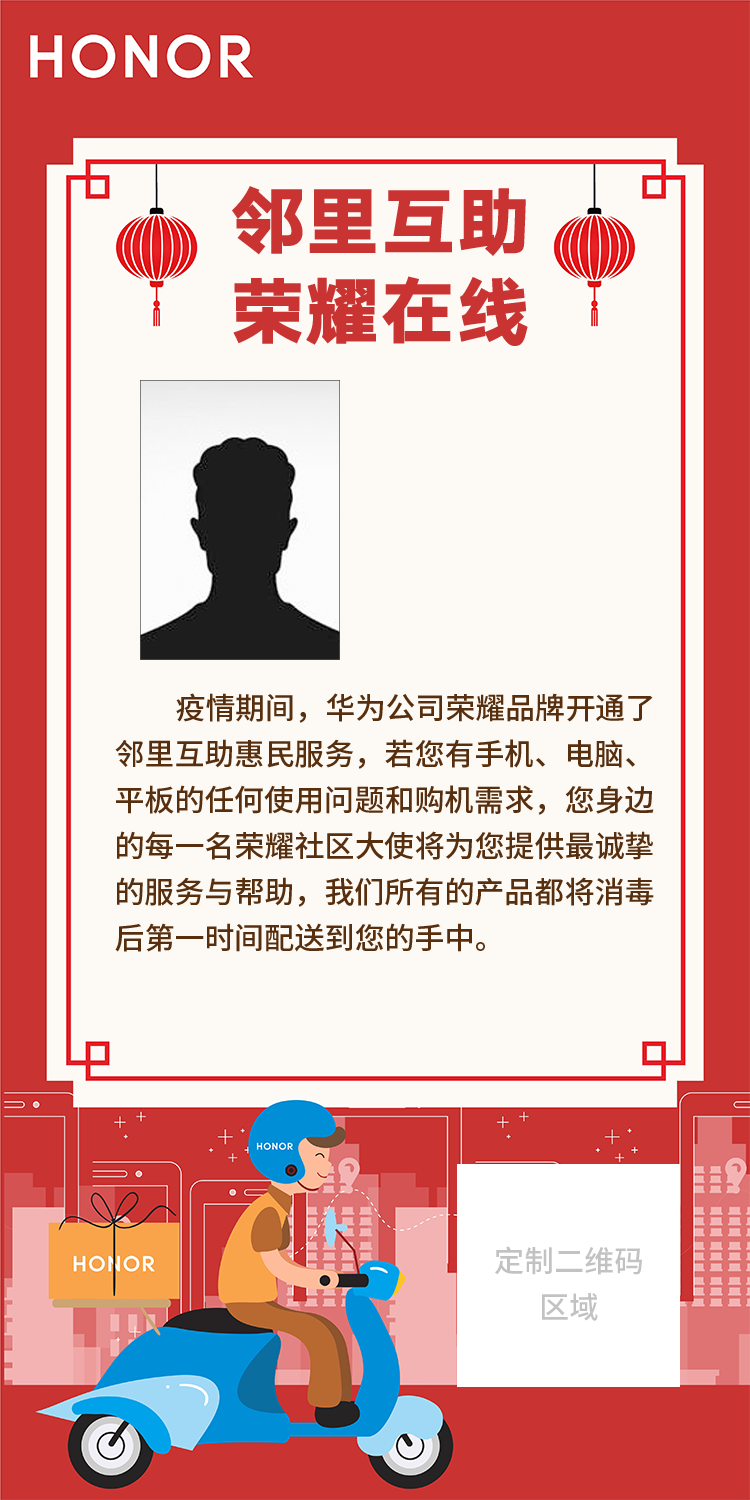 HONOR
邻里互助
荣耀在线
疫情期间，华为公司荣耀品牌开通了
邻里互助惠民服务，若您有手机、电脑、
平板的任何使用问题和购机需求，您身边
的每一名荣耀社区大使将为您提供最诚挚
的服务与帮助，我们所有的产品都将消毒
后第一时间配送到您的手中。
HONOR
HONOR
定制二维码
区域